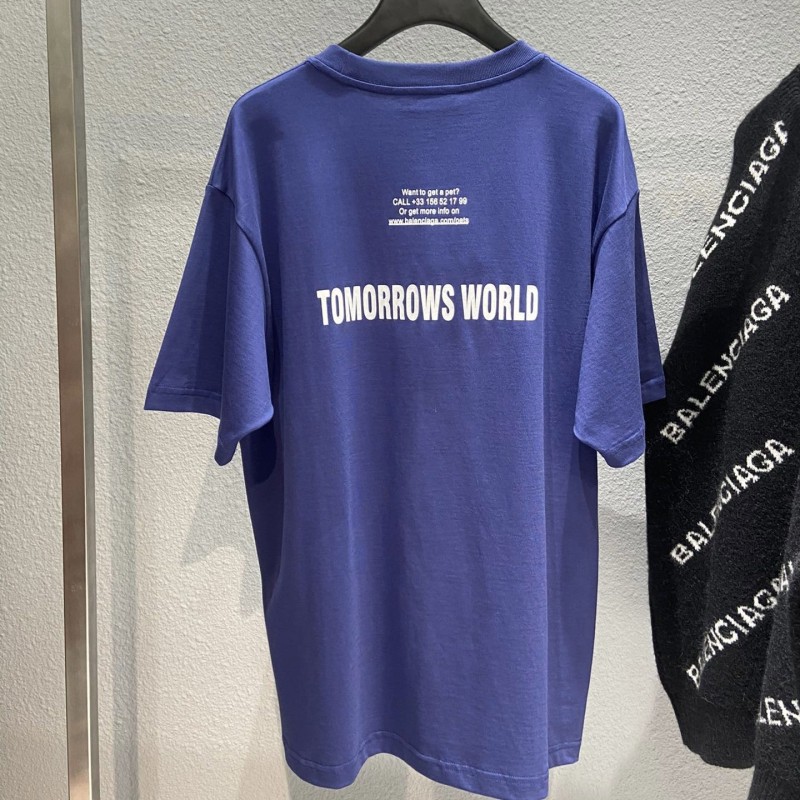 Want to get a pet?
CALL +33 156 52 17 99
Or get more info on
www.balenciaga.com/pets
TOMORROWS WORLD
BALENCIAGA
BALENCIAGA
BALENCIAGA
BALENCIAGA